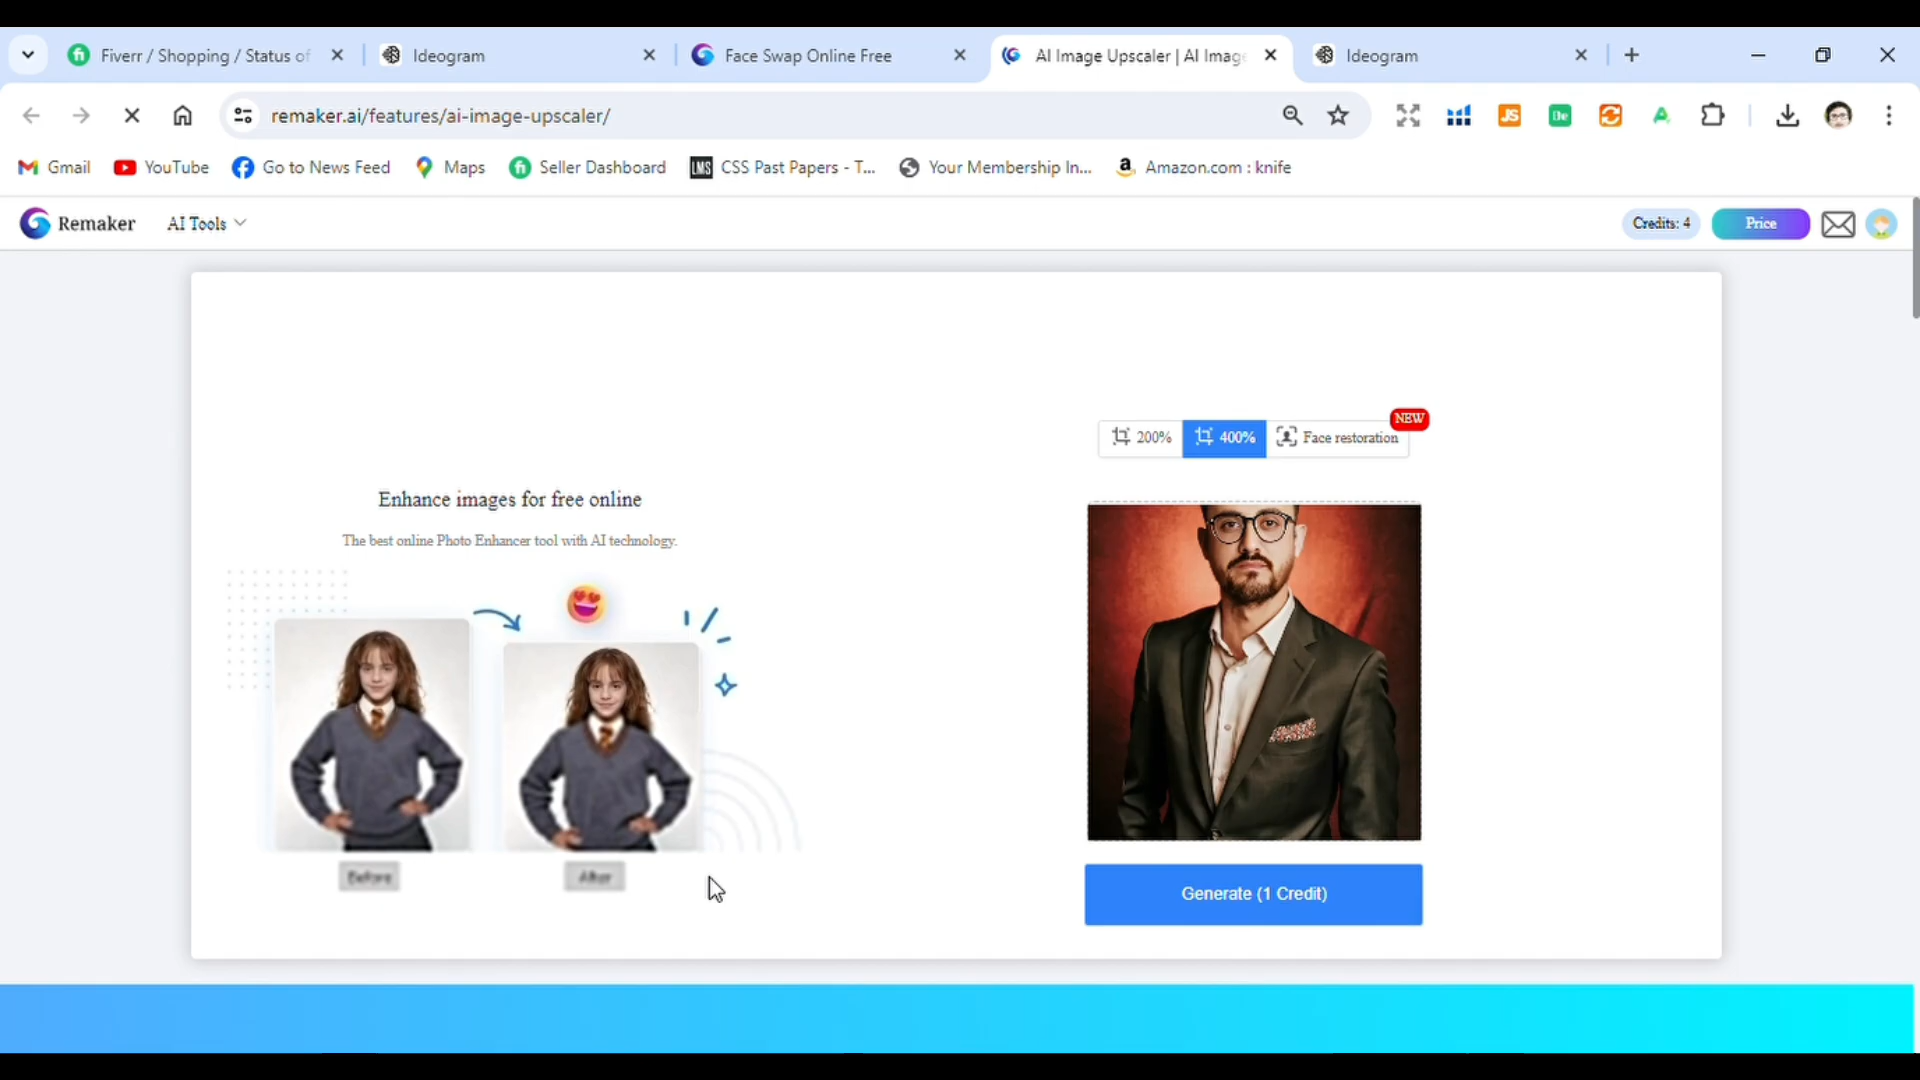 Fiverr / Shopping / Status of
Ideogram
Face Swap Online Free
AI Image Upscaler | AI Imag
Ideogram
remaker.ai/features/ai-image-upscaler/
JS
De
Gmail
YouTube
Go to News Feed
Maps
Seller Dashboard
LMS
CSS Past Papers - T...
Your Membership In...
Amazon.com : knife
Remaker
AI Tools
Credits: 4
Price
NEW
200%
400%
Face restoration
Enhance images for free online
The best online Photo Enhancer tool with AI technology.
Before
After
Generate (1 Credit)